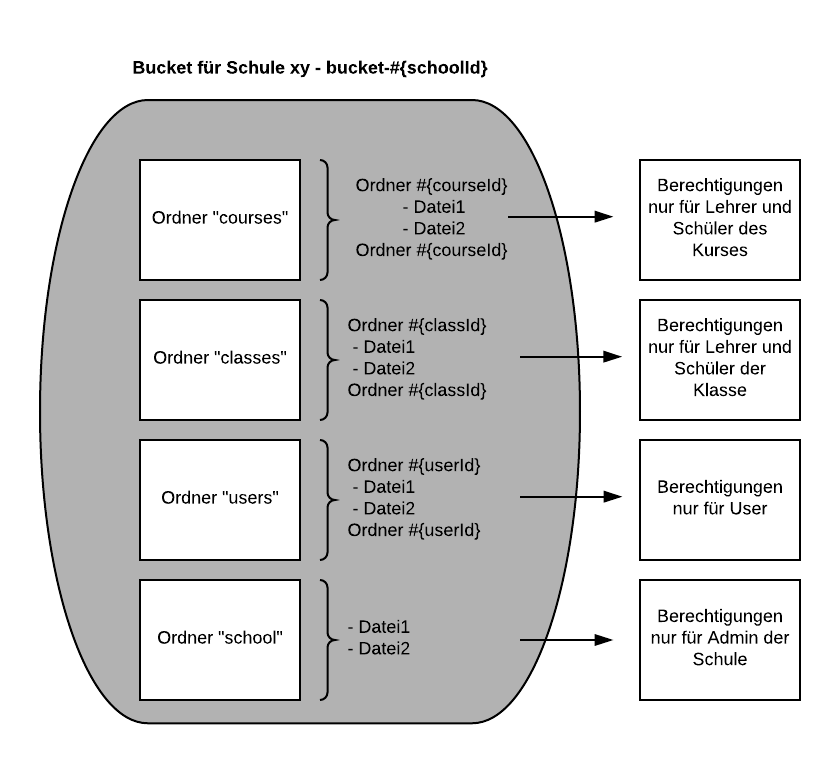 Bucket für Schule xy - bucket-#{schoolId}
Ordner "courses"
Ordner #{courseId}
- Datei1
- Datei2
Ordner #{courseId}
Berechtigungen
nur für Lehrer und
Schüler des
Kurses
Ordner "classes"
Ordner #{classId}
- Datei1
- Datei2
Ordner #{classId}
Berechtigungen
nur für Lehrer und
Schüler der
Klasse
Ordner "users"
Ordner #{userId}
- Datei1
- Datei2
Ordner #{userId}
Berechtigungen
nur für User
Ordner "school"
- Datei1
- Datei2
Berechtigungen
nur für Admin der
Schule